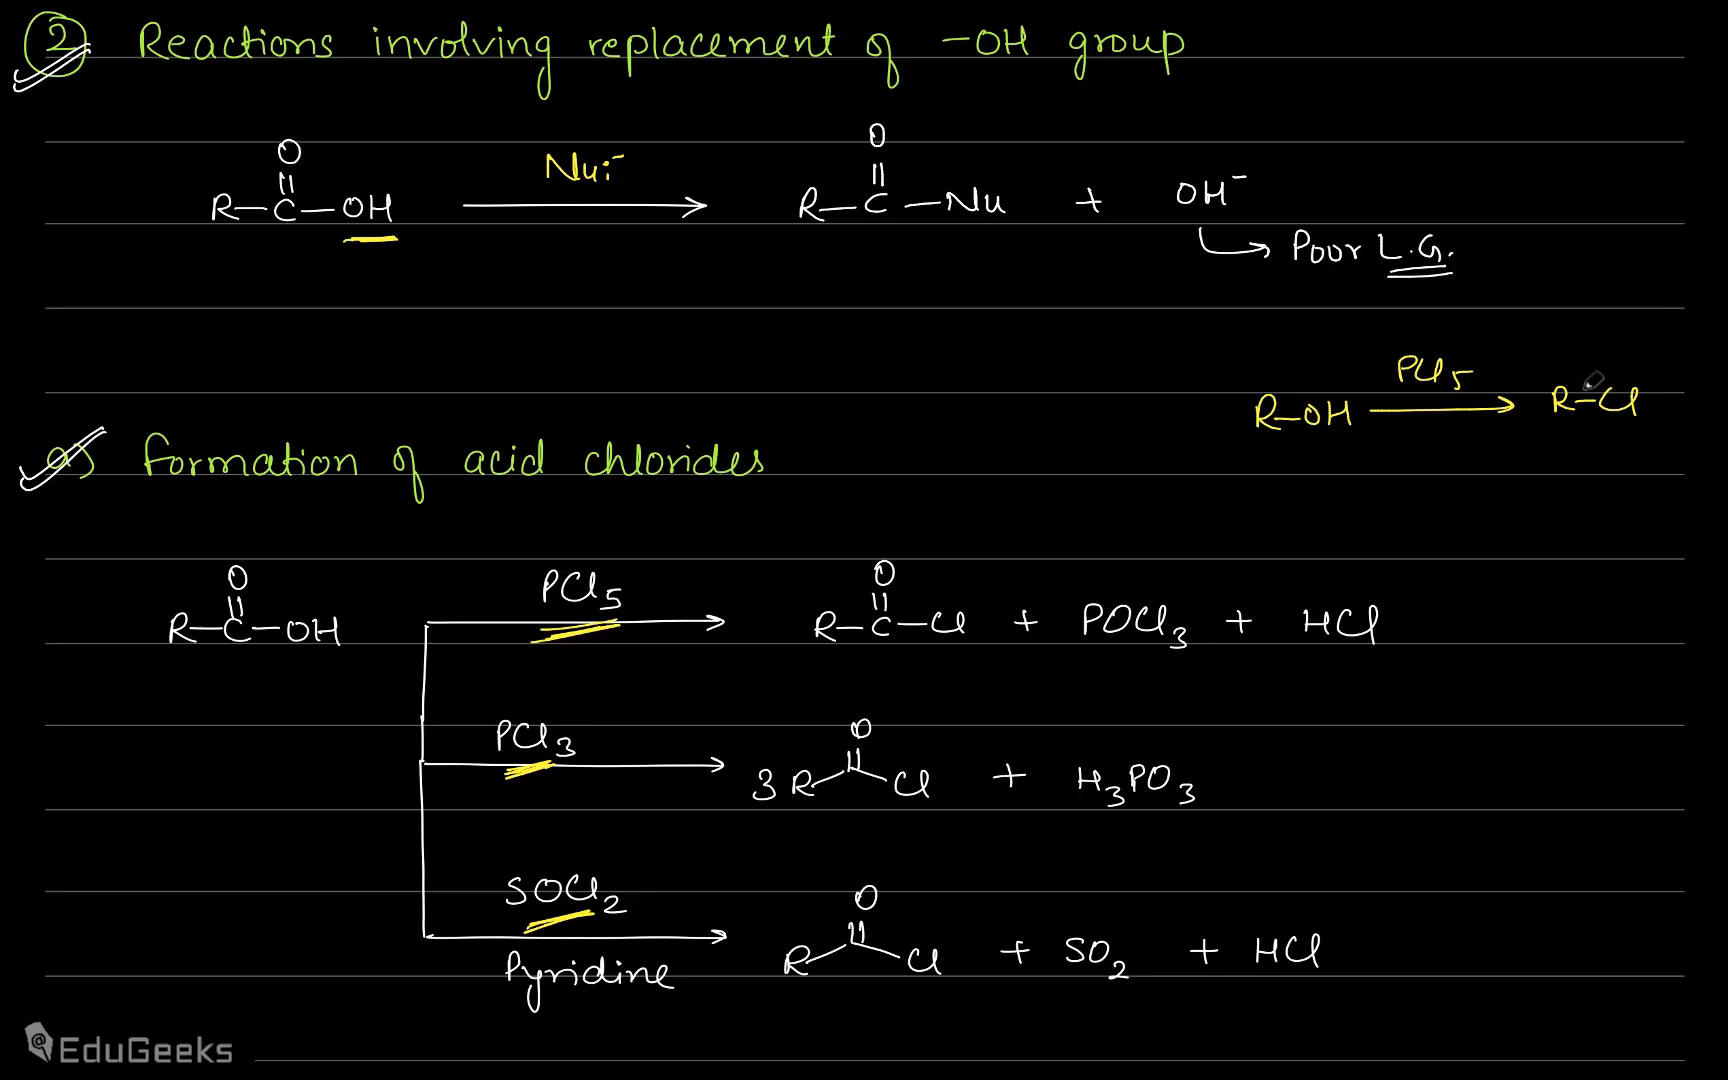 2 Reactions involving replacement of -OH group
O
||
R-C-OH Nu:⁻ ⟶ O
||
R-C-Nu + OH⁻
↳ Poor L.G.
R-OH PCl5 ⟶ R-Cl
a) formation of acid chlorides
O
||
R-C-OH
PCl5 ⟶ O
||
R-C-Cl + POCl3 + HCl
PCl3 ⟶ O
3 R Cl + H3PO3
SOCl2
Pyridine ⟶ O
R Cl + SO2 + HCl
EduGeeks